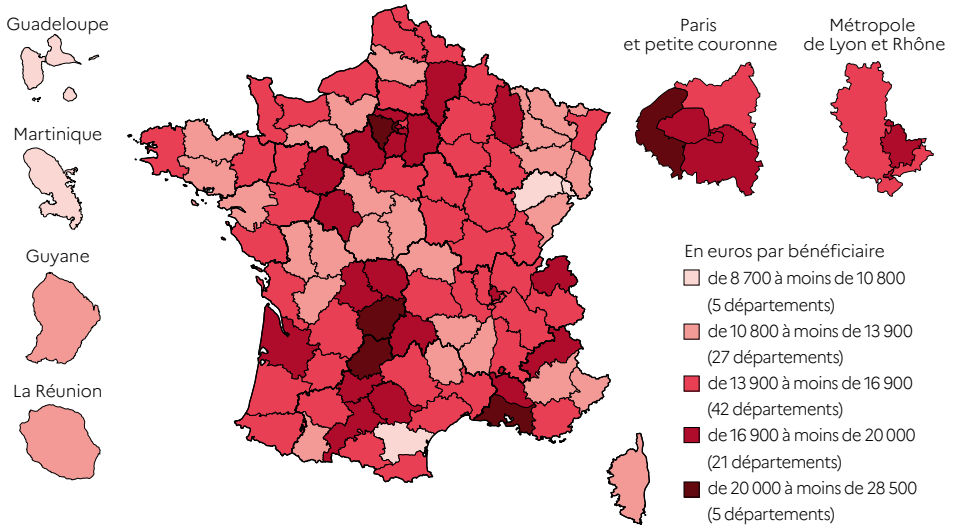 Guadeloupe
Martinique
Guyane
La Réunion
Paris
et petite couronne
Métropole
de Lyon et Rhône
En euros par bénéficiaire
de 8 700 à moins de 10 800
(5 départements)
de 10 800 à moins de 13 900
(27 départements)
de 13 900 à moins de 16 900
(42 départements)
de 16 900 à moins de 20 000
(21 départements)
de 20 000 à moins de 28 500
(5 départements)